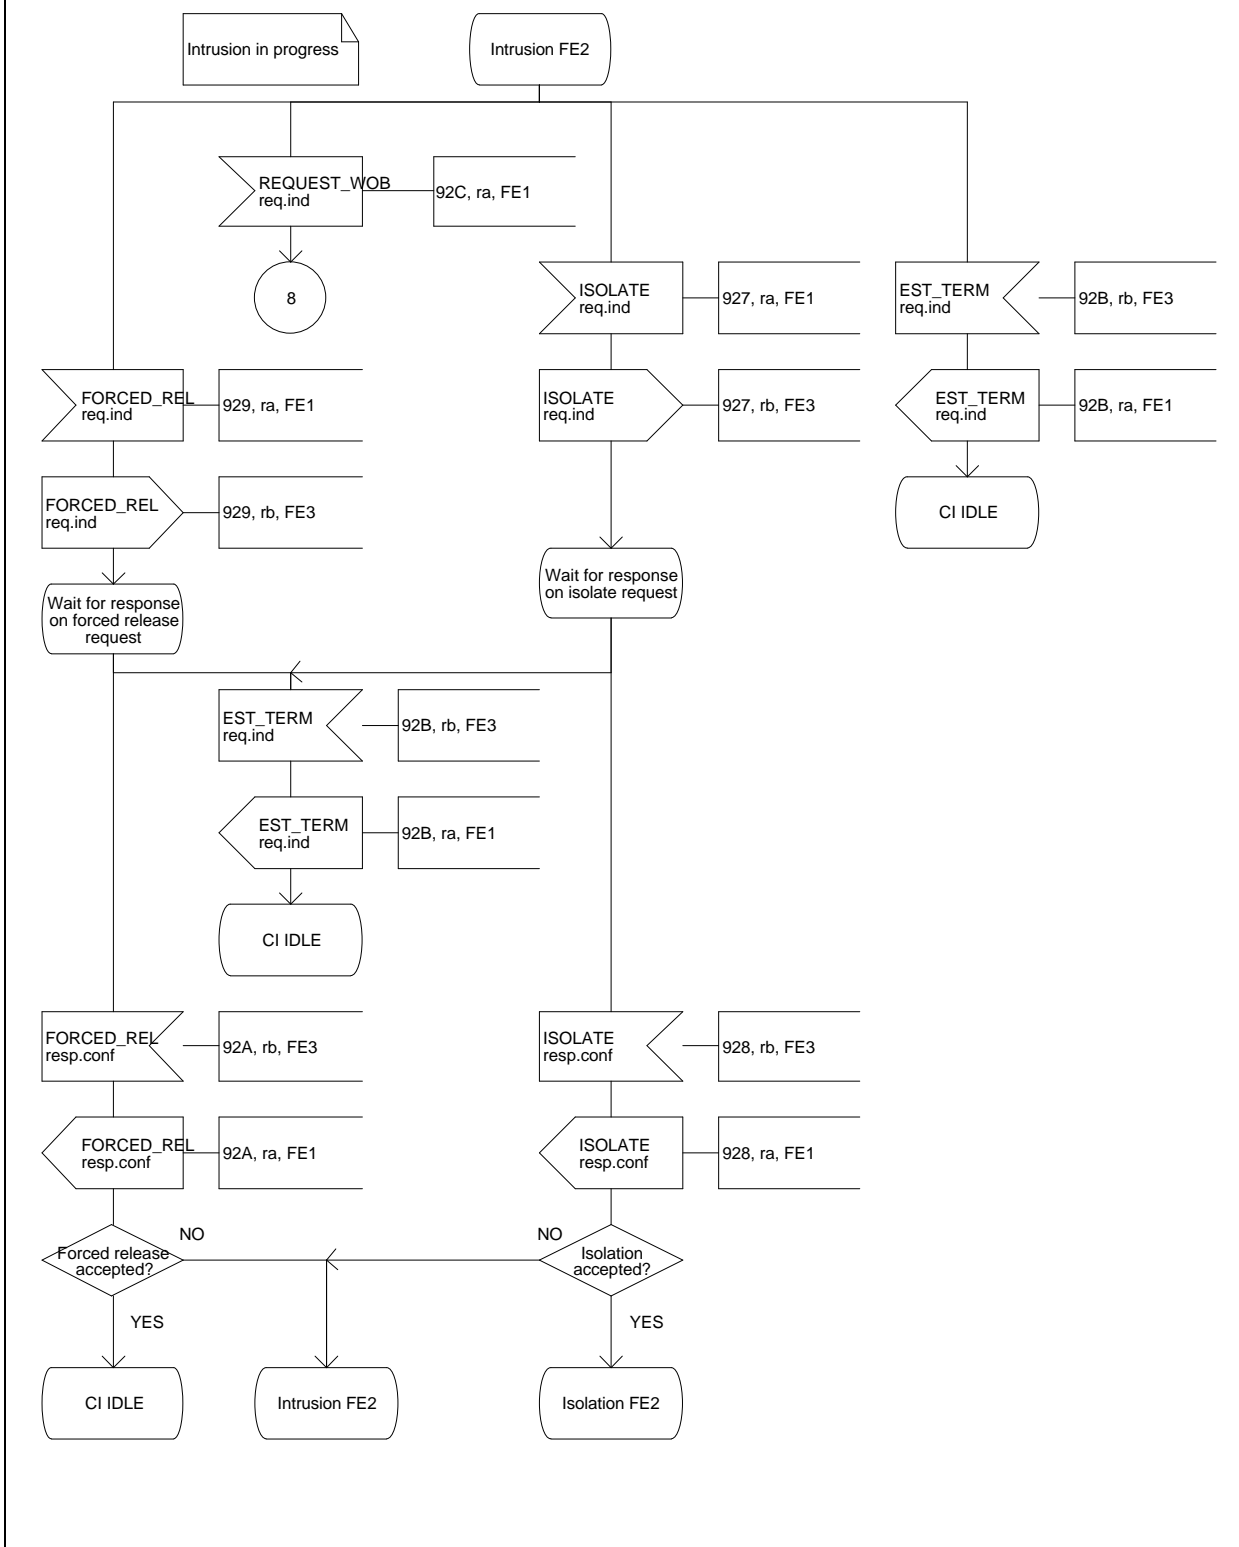 Intrusion in progress
Intrusion FE2
REQUEST_WOB
req.ind
92C, ra, FE1
8
ISOLATE
req.ind
927, ra, FE1
EST_TERM
req.ind
92B, rb, FE3
FORCED_REL
req.ind
929, ra, FE1
ISOLATE
req.ind
927, rb, FE3
EST_TERM
req.ind
92B, ra, FE1
FORCED_REL
req.ind
929, rb, FE3
CI IDLE
Wait for response
on isolate request
Wait for response
on forced release
request
EST_TERM
req.ind
92B, rb, FE3
EST_TERM
req.ind
92B, ra, FE1
CI IDLE
FORCED_REL
resp.conf
92A, rb, FE3
ISOLATE
resp.conf
928, rb, FE3
FORCED_REL
resp.conf
92A, ra, FE1
ISOLATE
resp.conf
928, ra, FE1
NO
Forced release
accepted?
NO
Isolation
accepted?
YES
YES
CI IDLE
Intrusion FE2
Isolation FE2